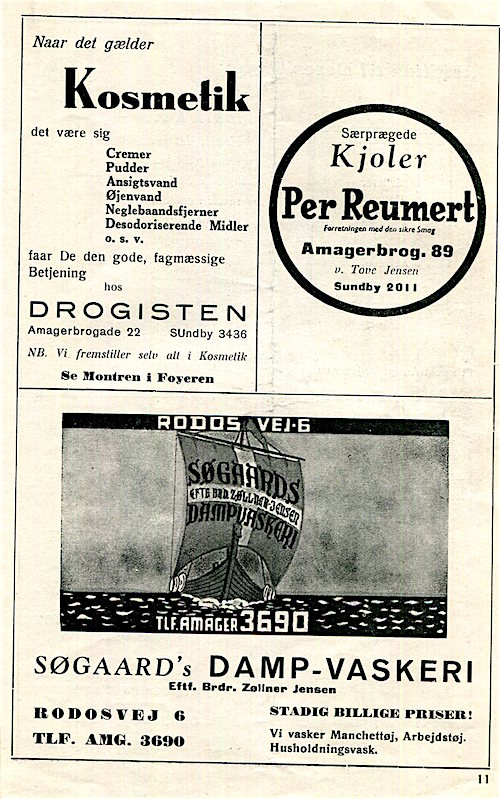 Naar det gælder
Kosmetik
det være sig
Cremer
Pudder
Ansigtsvand
Øjenvand
Neglebaandsfjerner
Desodoriserende Midler
o. s. v.
faar De den gode, fagmæssige
Betjening
hos
DROGISTEN
Amagerbrogade 22 SUndby 3436
NB. Vi fremstiller selv alt i Kosmetik
Se Montren i Foyeren
Særprægede
Kjoler
Per Reumert
Forretningen med den sikre Smag
Amagerbrog. 89
v. Tove Jensen
Sundby 2011
RODOS VEJ·6
SØGAARDS
EFTF BRD. ZØLLNER-JENSEN
DAMPVASKERI
TLF. AMAGER 3690
SØGAARD's DAMP-VASKERI
Eftf. Brdr. Zøllner Jensen
RODOSVEJ 6
TLF. AMG. 3690
STADIG BILLIGE PRISER!
Vi vasker Manchettøj, Arbejdstøj.
Husholdningsvask.
11